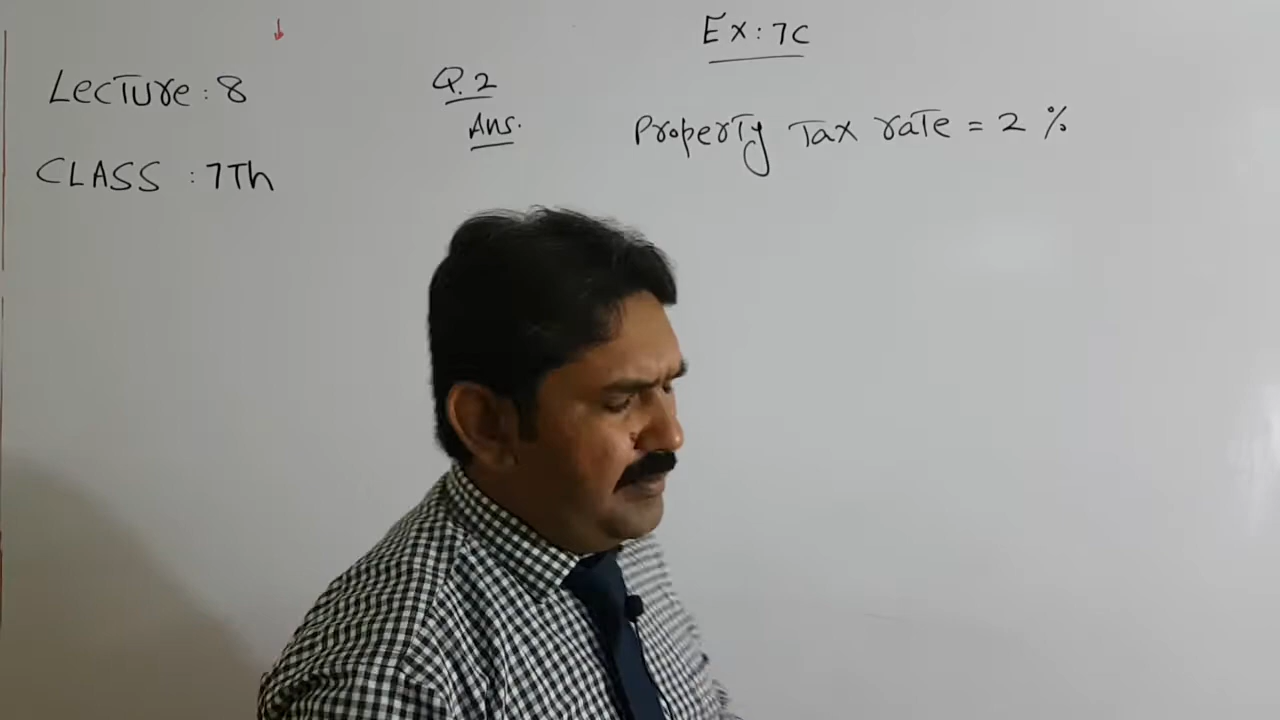 Ex: 7C
Lecture: 8
Q.2
Ans.
Property Tax rate = 2 %
CLASS : 7Th